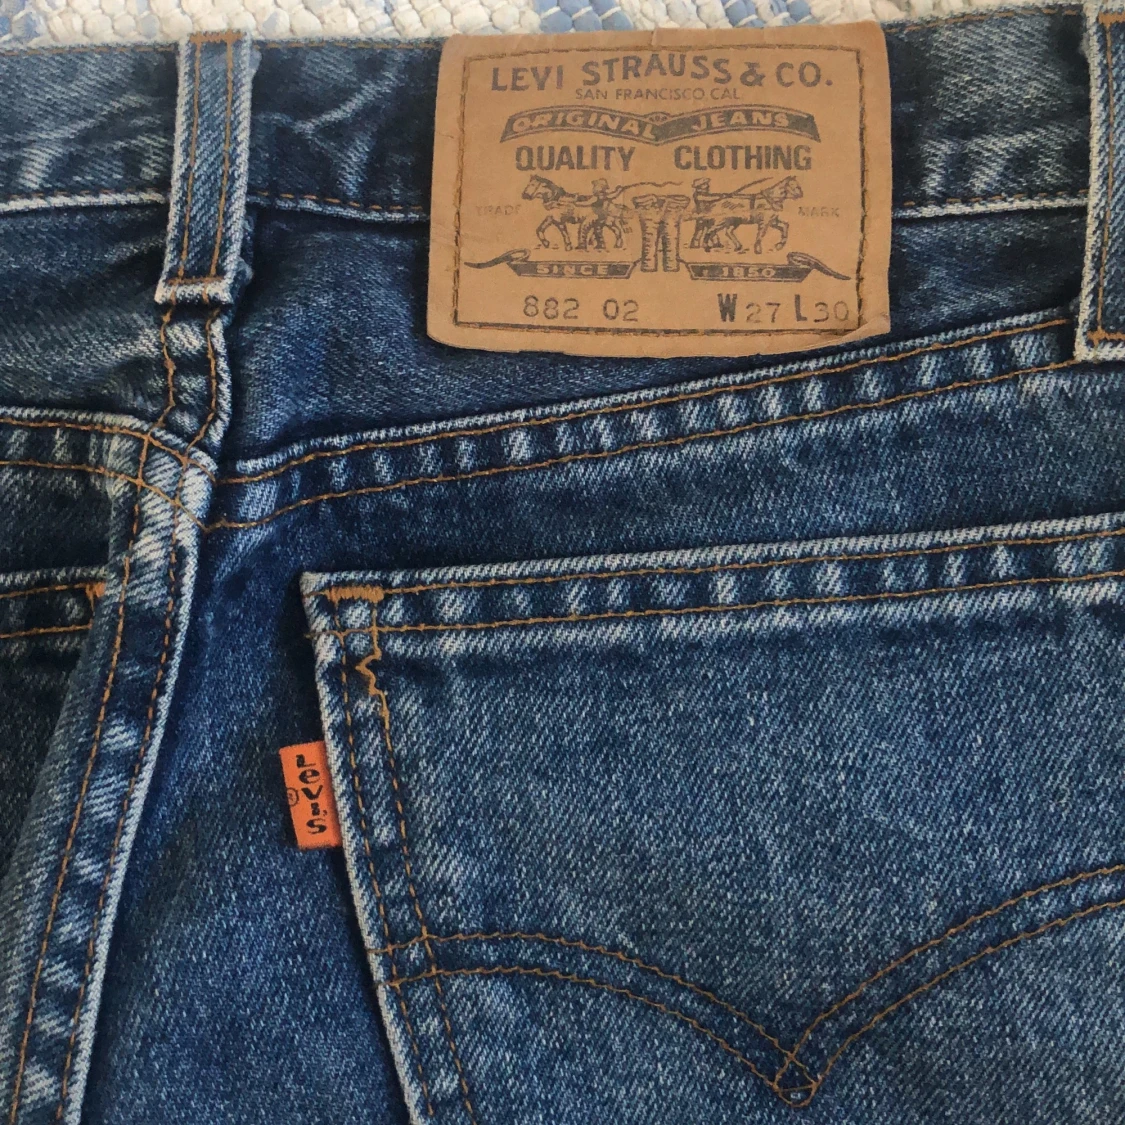 LEVI STRAUSS & CO.
SAN FRANCISCO, CAL
ORIGINAL JEANS
QUALITY CLOTHING
TRADE MARK
SINCE 1850
882 02 W27 L30
LEVI'S
®